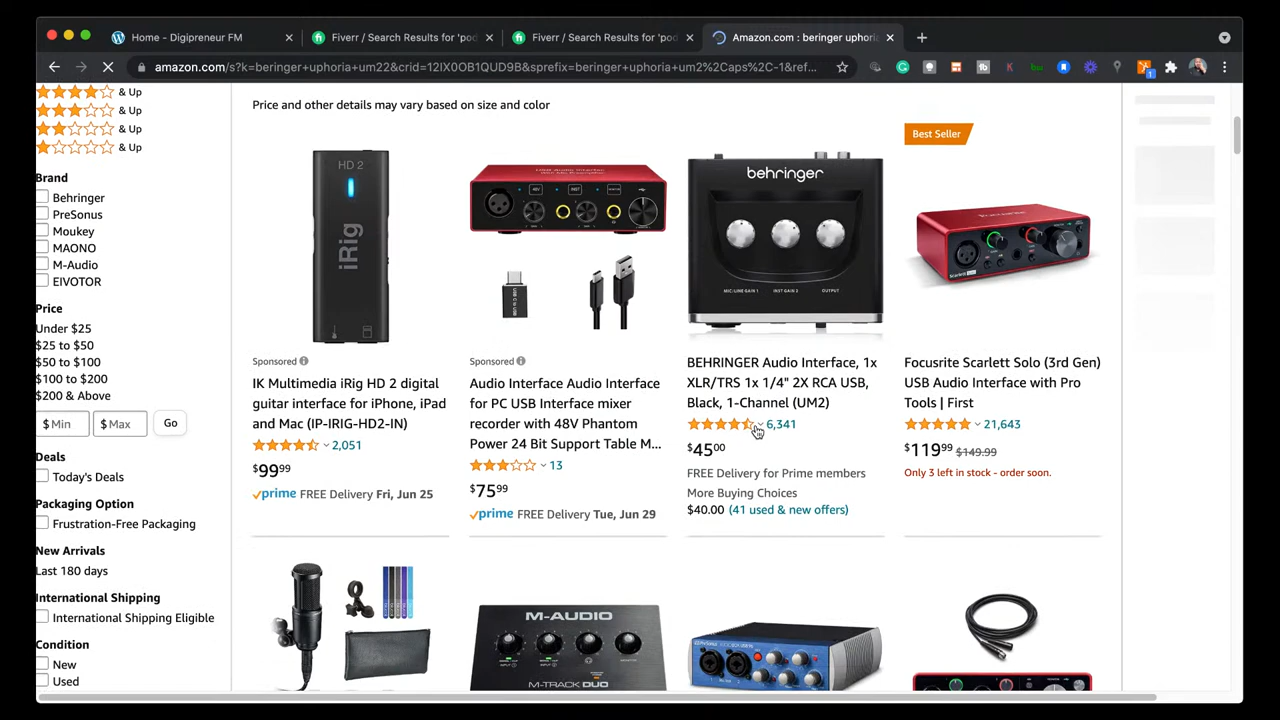 Home - Digipreneur FM
Fiverr / Search Results for 'pod
Fiverr / Search Results for 'pod
Amazon.com : beringer uphoria
amazon.com/s?k=beringer+uphoria+um22&crid=12IX0OB1QUD9B&sprefix=beringer+uphoria+um2%2Caps%2C-1&ref...
& Up
& Up
& Up
& Up
Brand
Behringer
PreSonus
Moukey
MAONO
M-Audio
EIVOTOR
Price
Under $25
$25 to $50
$50 to $100
$100 to $200
$200 & Above
$ Min
$ Max
Go
Deals
Today's Deals
Packaging Option
Frustration-Free Packaging
New Arrivals
Last 180 days
International Shipping
International Shipping Eligible
Condition
New
Used
Price and other details may vary based on size and color
HD 2
iRig
Sponsored
IK Multimedia iRig HD 2 digital
guitar interface for iPhone, iPad
and Mac (IP-IRIG-HD2-IN)
2,051
$99.99
prime FREE Delivery Fri, Jun 25
USB AUDIO INTERFACE
48V
INST
Sponsored
Audio Interface Audio Interface
for PC USB Interface mixer
recorder with 48V Phantom
Power 24 Bit Support Table M...
13
$75.99
prime FREE Delivery Tue, Jun 29
behringer
MIC/LINE GAIN 1
INST GAIN 2
OUTPUT
BEHRINGER Audio Interface, 1x
XLR/TRS 1x 1/4" 2X RCA USB,
Black, 1-Channel (UM2)
6,341
$45.00
FREE Delivery for Prime members
More Buying Choices
$40.00 (41 used & new offers)
Best Seller
Focusrite
Scarlett Solo
Focusrite Scarlett Solo (3rd Gen)
USB Audio Interface with Pro
Tools | First
21,643
$119.99 $149.99
Only 3 left in stock - order soon.
M-AUDIO
M-TRACK DUO